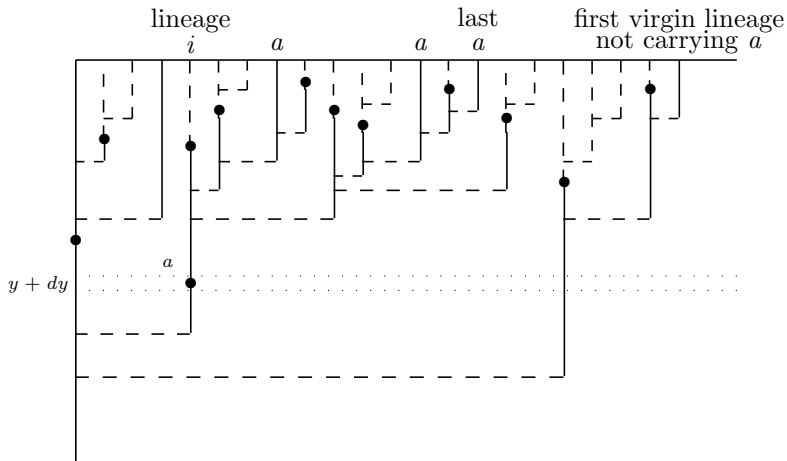 lineage last first virgin lineage
i a a a not carrying a
a
y + dy